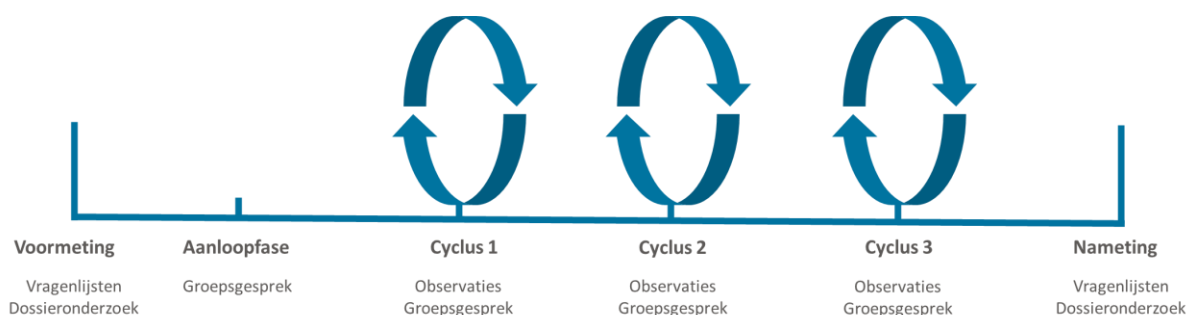 Voormeting
Aanloopfase
Cyclus 1
Cyclus 2
Cyclus 3
Nameting
Vragenlijsten
Dossieronderzoek
Groepsgesprek
Observaties
Groepsgesprek
Observaties
Groepsgesprek
Observaties
Groepsgesprek
Vragenlijsten
Dossieronderzoek